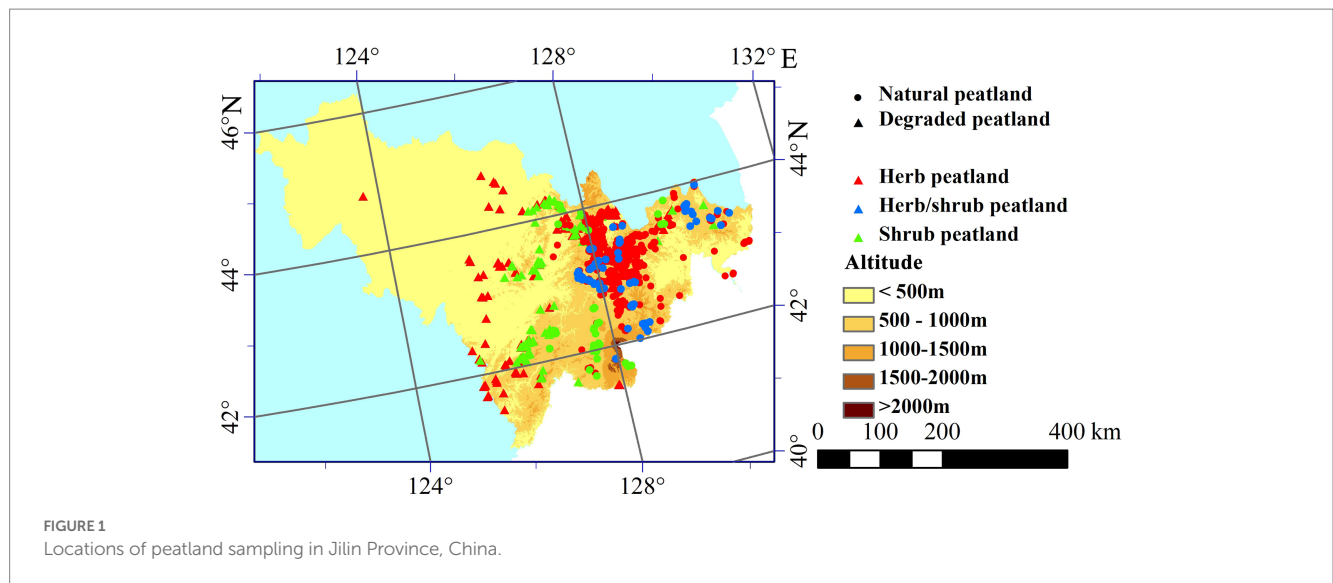 124°
128°
132° E
46°N
44°
42°
44°N
42°
40°
124°
128°
Natural peatland
Degraded peatland
Herb peatland
Herb/shrub peatland
Shrub peatland
Altitude
< 500m
500 - 1000m
1000-1500m
1500-2000m
>2000m
0 100 200 400 km
FIGURE 1
Locations of peatland sampling in Jilin Province, China.